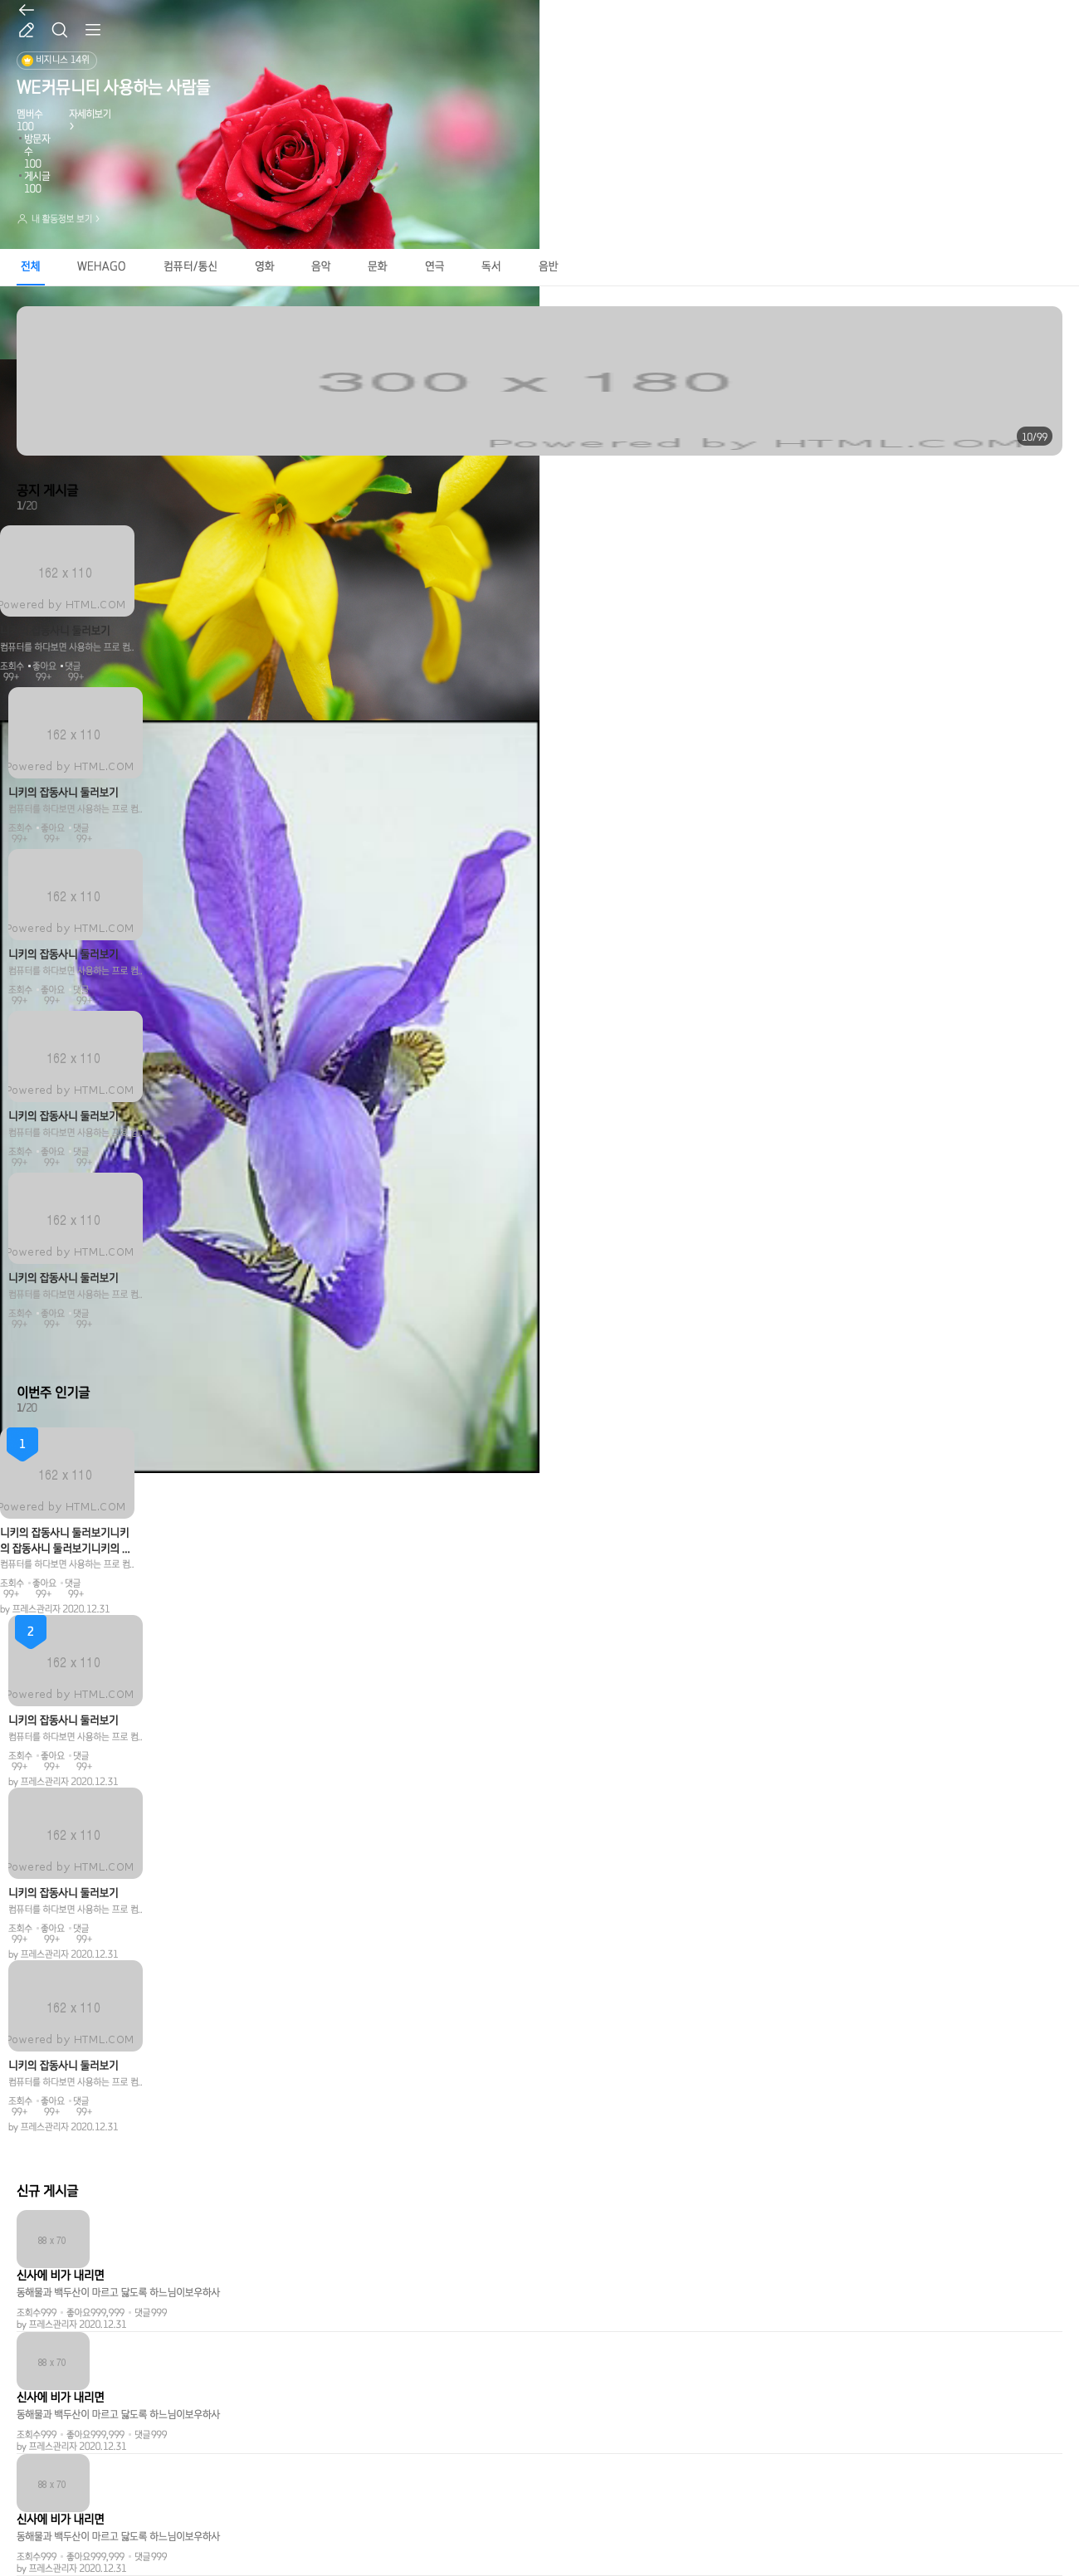 비지니스 14위
WE커뮤니티 사용하는 사람들
멤버수 자세히보기
100 >
방문자
수
100
게시글
100
내 활동정보 보기 >
전체 WEHAGO 컴퓨터/통신 영화 음악 문화 연극 독서 음반
300 x 180
Powered by HTML.COM
10/99
공지 게시글
1/20
162 x 110
Powered by HTML.COM
니키의 잡동사니 둘러보기
컴퓨터를 하다보면 사용하는 프로 컴..
조회수 •좋아요 •댓글
99+ 99+ 99+
162 x 110
Powered by HTML.COM
니키의 잡동사니 둘러보기
컴퓨터를 하다보면 사용하는 프로 컴..
조회수 •좋아요 •댓글
99+ 99+ 99+
162 x 110
Powered by HTML.COM
니키의 잡동사니 둘러보기
컴퓨터를 하다보면 사용하는 프로 컴..
조회수 •좋아요 •댓글
99+ 99+ 99+
162 x 110
Powered by HTML.COM
니키의 잡동사니 둘러보기
컴퓨터를 하다보면 사용하는 프로 컴..
조회수 •좋아요 •댓글
99+ 99+ 99+
162 x 110
Powered by HTML.COM
니키의 잡동사니 둘러보기
컴퓨터를 하다보면 사용하는 프로 컴..
조회수 •좋아요 •댓글
99+ 99+ 99+
이번주 인기글
1/20
1
162 x 110
Powered by HTML.COM
니키의 잡동사니 둘러보기니키
의 잡동사니 둘러보기니키의 ...
컴퓨터를 하다보면 사용하는 프로 컴..
조회수 •좋아요 •댓글
99+ 99+ 99+
by 프레스관리자 2020.12.31
2
162 x 110
Powered by HTML.COM
니키의 잡동사니 둘러보기
컴퓨터를 하다보면 사용하는 프로 컴..
조회수 •좋아요 •댓글
99+ 99+ 99+
by 프레스관리자 2020.12.31
162 x 110
Powered by HTML.COM
니키의 잡동사니 둘러보기
컴퓨터를 하다보면 사용하는 프로 컴..
조회수 •좋아요 •댓글
99+ 99+ 99+
by 프레스관리자 2020.12.31
162 x 110
Powered by HTML.COM
니키의 잡동사니 둘러보기
컴퓨터를 하다보면 사용하는 프로 컴..
조회수 •좋아요 •댓글
99+ 99+ 99+
by 프레스관리자 2020.12.31
신규 게시글
88 x 70
신사에 비가 내리면
동해물과 백두산이 마르고 닳도록 하느님이보우하사
조회수999 • 좋아요999,999 • 댓글999
by 프레스관리자 2020.12.31
88 x 70
신사에 비가 내리면
동해물과 백두산이 마르고 닳도록 하느님이보우하사
조회수999 • 좋아요999,999 • 댓글999
by 프레스관리자 2020.12.31
88 x 70
신사에 비가 내리면
동해물과 백두산이 마르고 닳도록 하느님이보우하사
조회수999 • 좋아요999,999 • 댓글999
by 프레스관리자 2020.12.31